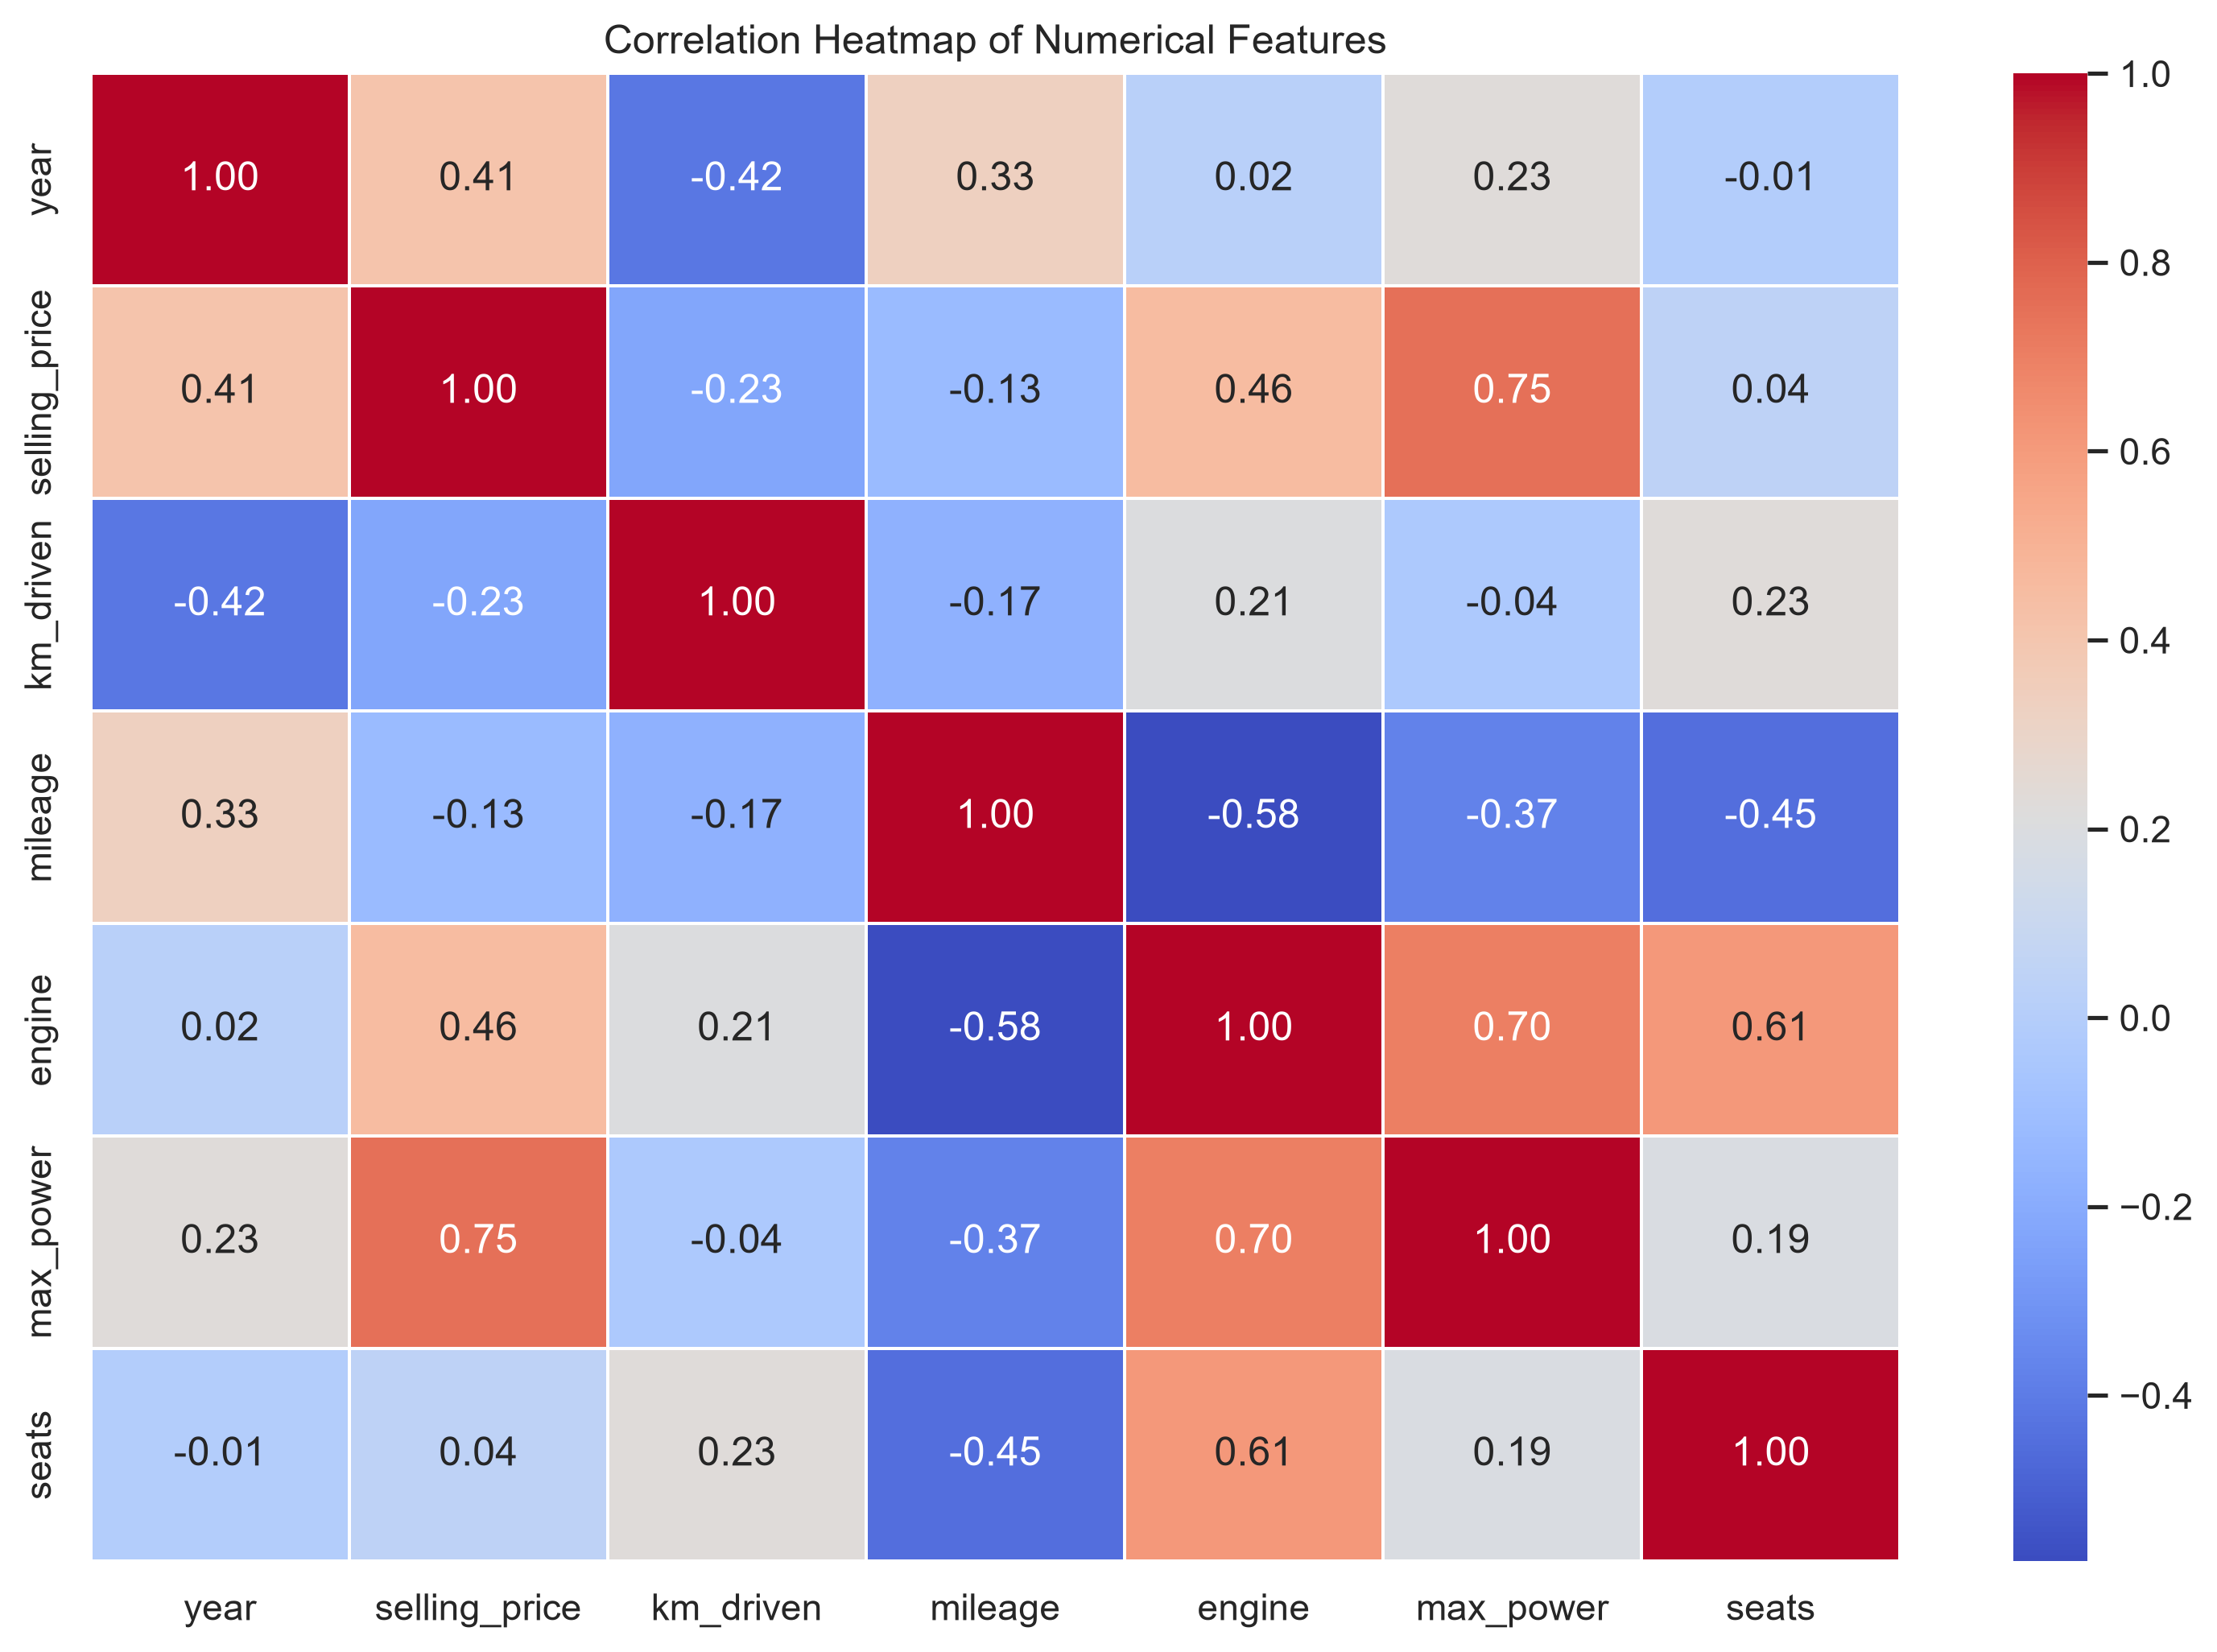 Correlation Heatmap of Numerical Features
year 1.00 0.41 -0.42 0.33 0.02 0.23 -0.01
selling_price 0.41 1.00 -0.23 -0.13 0.46 0.75 0.04
km_driven -0.42 -0.23 1.00 -0.17 0.21 -0.04 0.23
mileage 0.33 -0.13 -0.17 1.00 -0.58 -0.37 -0.45
engine 0.02 0.46 0.21 -0.58 1.00 0.70 0.61
max_power 0.23 0.75 -0.04 -0.37 0.70 1.00 0.19
seats -0.01 0.04 0.23 -0.45 0.61 0.19 1.00
year selling_price km_driven mileage engine max_power seats
1.0
0.8
0.6
0.4
0.2
0.0
−0.2
−0.4